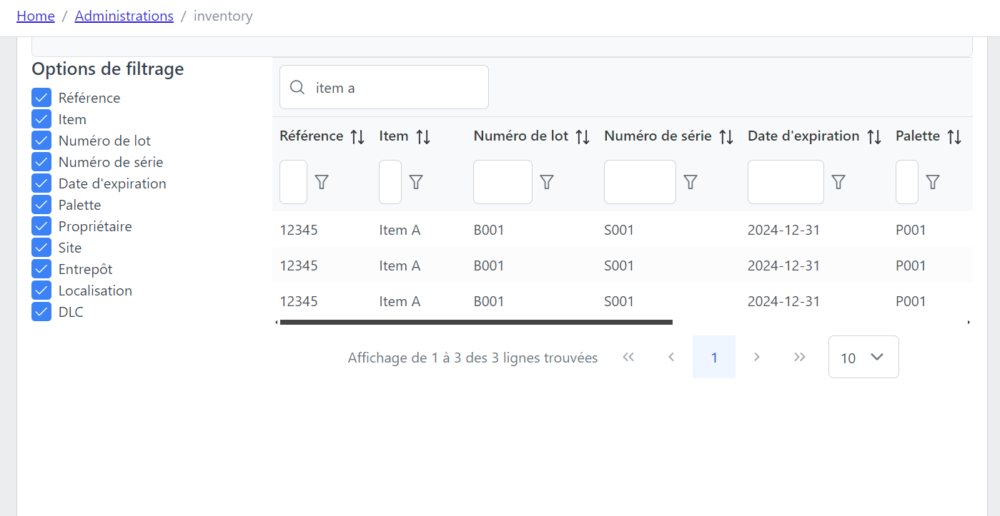 Home / Administrations / inventory
Options de filtrage
Référence
Item
Numéro de lot
Numéro de série
Date d'expiration
Palette
Propriétaire
Site
Entrepôt
Localisation
DLC
item a
Référence Item Numéro de lot Numéro de série Date d'expiration Palette
12345 Item A B001 S001 2024-12-31 P001
12345 Item A B001 S001 2024-12-31 P001
12345 Item A B001 S001 2024-12-31 P001
Affichage de 1 à 3 des 3 lignes trouvées 1 10